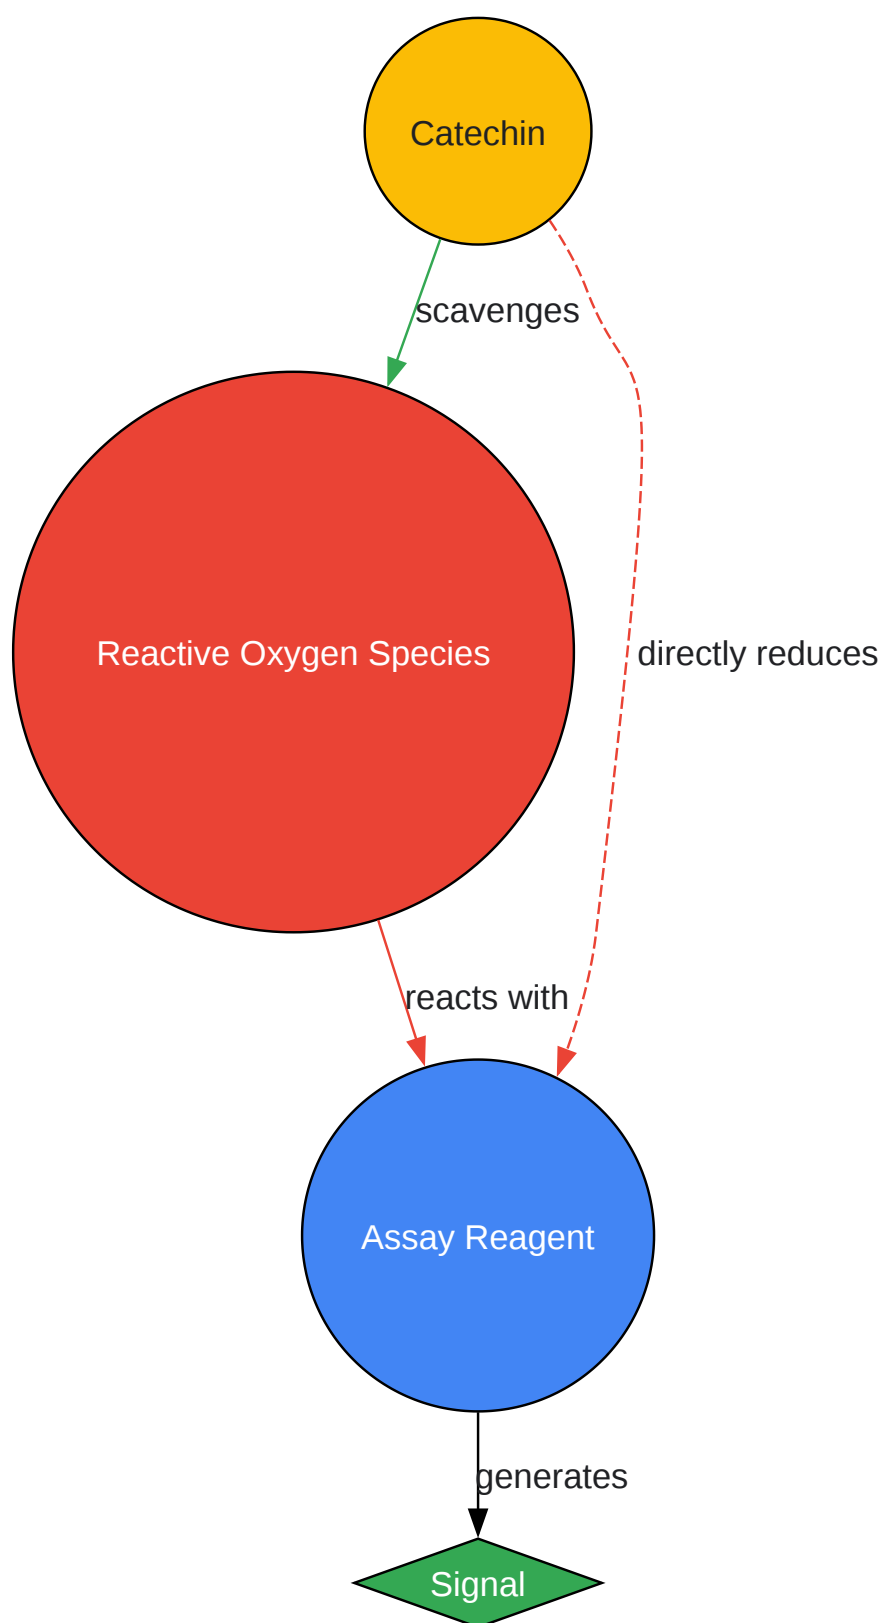 Catechin
scavenges
Reactive Oxygen Species
directly reduces
reacts with
Assay Reagent
generates
Signal